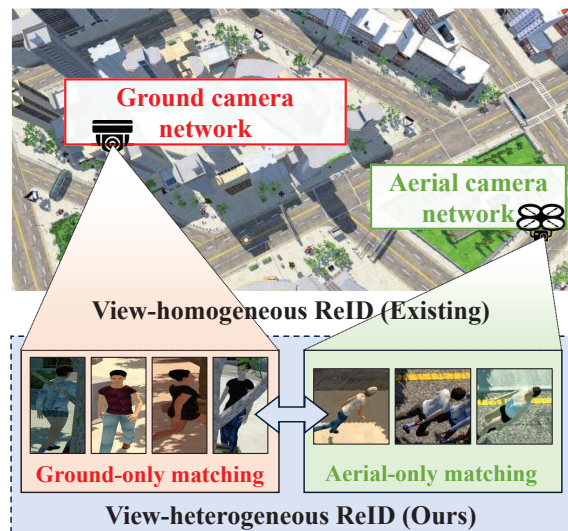 Ground camera
network
Aerial camera
network
View-homogeneous ReID (Existing)
Ground-only matching
Aerial-only matching
View-heterogeneous ReID (Ours)